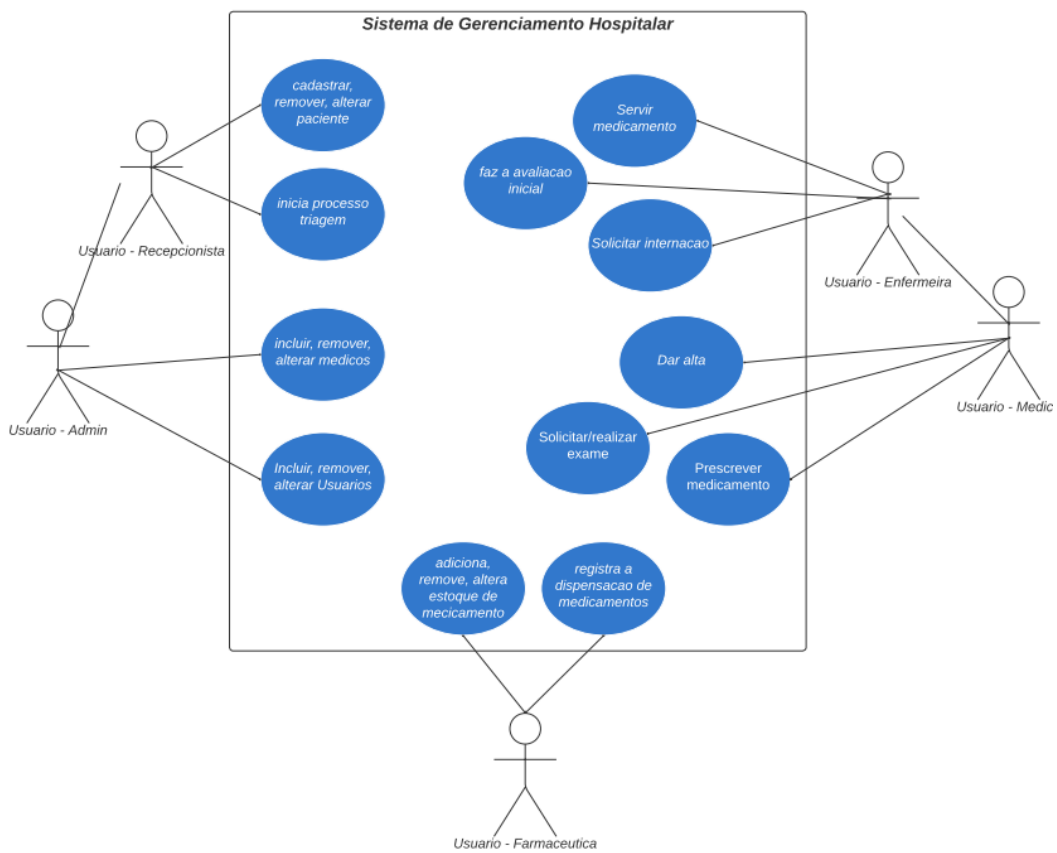 Sistema de Gerenciamento Hospitalar
cadastrar,
remover, alterar
paciente
Servir
medicamento
faz a avaliacao
inicial
inicia processo
triagem
Solicitar internacao
Usuario - Recepcionista
Usuario - Enfermeira
incluir, remover,
alterar medicos
Dar alta
Usuario - Admin
Usuario - Medic
Solicitar/realizar
exame
Prescrever
medicamento
Incluir, remover,
alterar Usuarios
adiciona,
remove, altera
estoque de
mecicamento
registra a
dispensacao de
medicamentos
Usuario - Farmaceutica